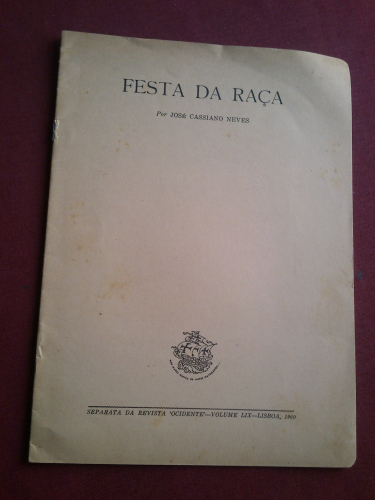 FESTA DA RAÇA
Por JOSÉ CASSIANO NEVES
SEPARATA DA REVISTA «OCIDENTE»—VOLUME LIX—LISBOA, 1960